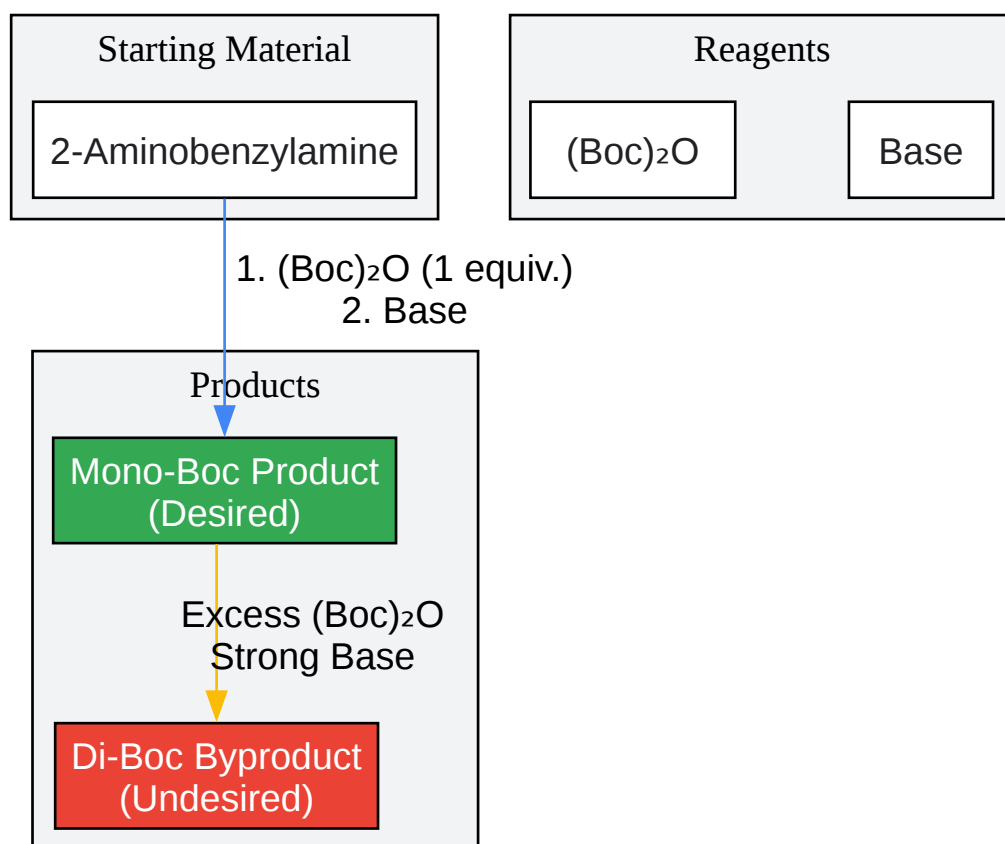 Starting Material
2-Aminobenzylamine
Reagents
(Boc)₂O
Base
1. (Boc)₂O (1 equiv.)
2. Base
Products
Mono-Boc Product
(Desired)
Excess (Boc)₂O
Strong Base
Di-Boc Byproduct
(Undesired)